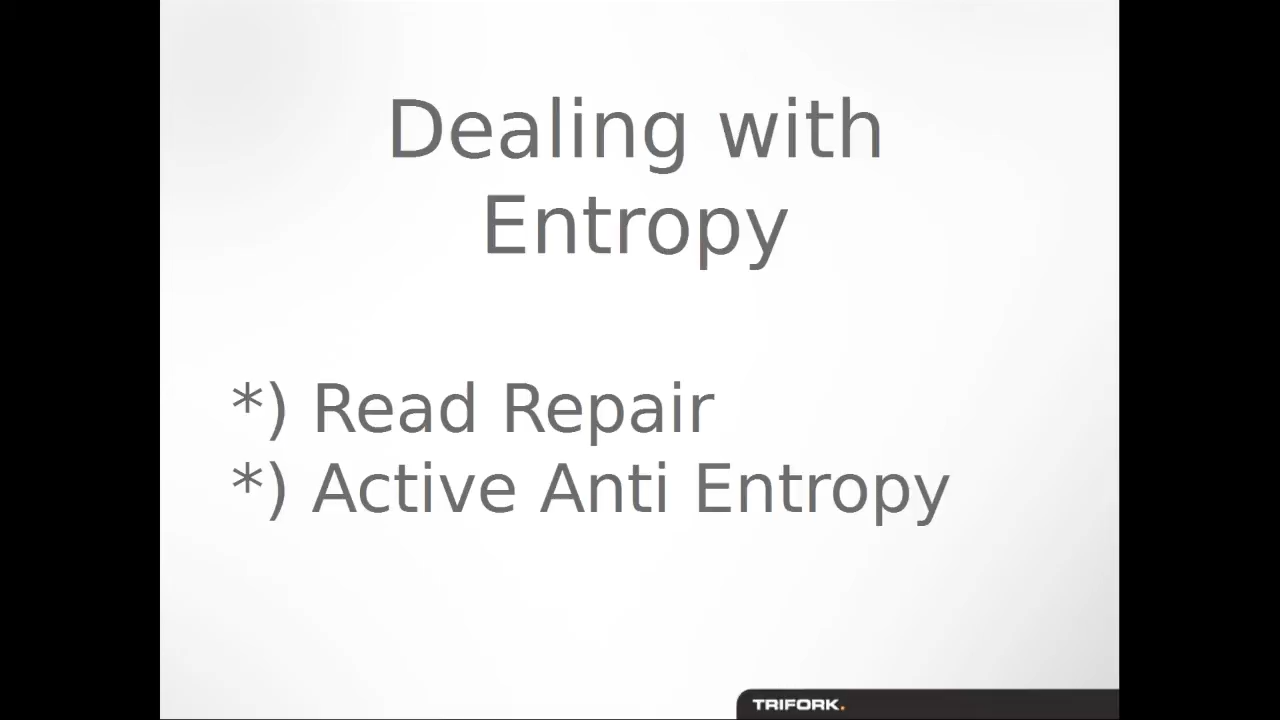 Dealing with
Entropy
*) Read Repair
*) Active Anti Entropy
TRIFORK.